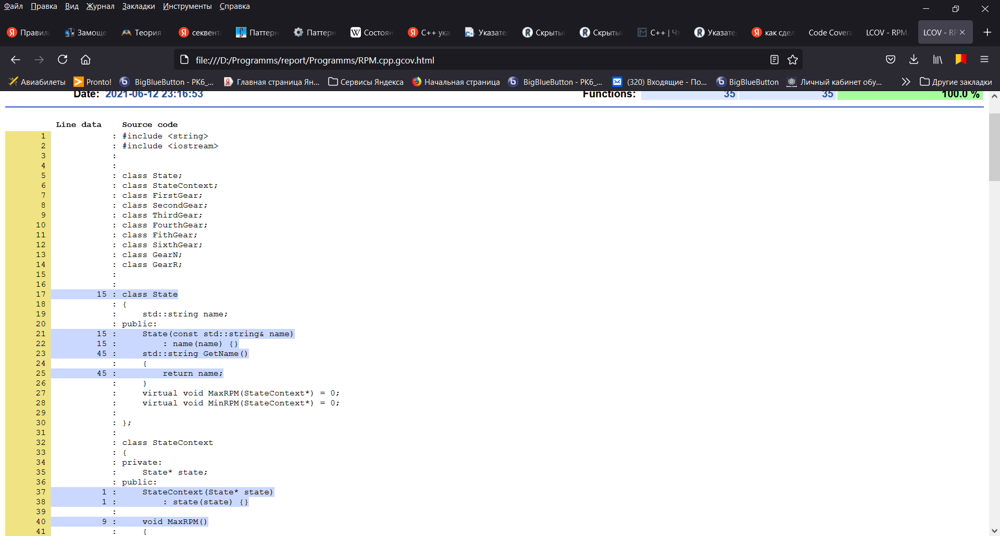 Файл Правка Вид Журнал Закладки Инструменты Справка
Правил Замоще Теория секвента Паттерн Паттерн Состоян С++ ука Указате Скрытый Скрытый C++ | Чт Указате как сдел Code Covera LCOV - RPM. LCOV - RP
file:///D:/Programms/report/Programms/RPM.cpp.gcov.html
Авиабилеты Pronto! BigBlueButton - РК6_... Главная страница Ян... Сервисы Яндекса Начальная страница BigBlueButton - РК6_... (320) Входящие - По... BigBlueButton Личный кабинет обу... Другие закладки
Date: 2021-06-12 23:16:53 Functions: 35 35 100.0 %
Line data Source code
1 : #include <string>
2 : #include <iostream>
3 :
4 :
5 : class State;
6 : class StateContext;
7 : class FirstGear;
8 : class SecondGear;
9 : class ThirdGear;
10 : class FourthGear;
11 : class FithGear;
12 : class SixthGear;
13 : class GearN;
14 : class GearR;
15 :
16 :
17 15 : class State
18 : {
19 : std::string name;
20 : public:
21 15 : State(const std::string& name)
22 15 : : name(name) {}
23 45 : std::string GetName()
24 : {
25 45 : return name;
26 : }
27 : virtual void MaxRPM(StateContext*) = 0;
28 : virtual void MinRPM(StateContext*) = 0;
29 :
30 : };
31 :
32 : class StateContext
33 : {
34 : private:
35 : State* state;
36 : public:
37 1 : StateContext(State* state)
38 1 : : state(state) {}
39 :
40 9 : void MaxRPM()
41 : {